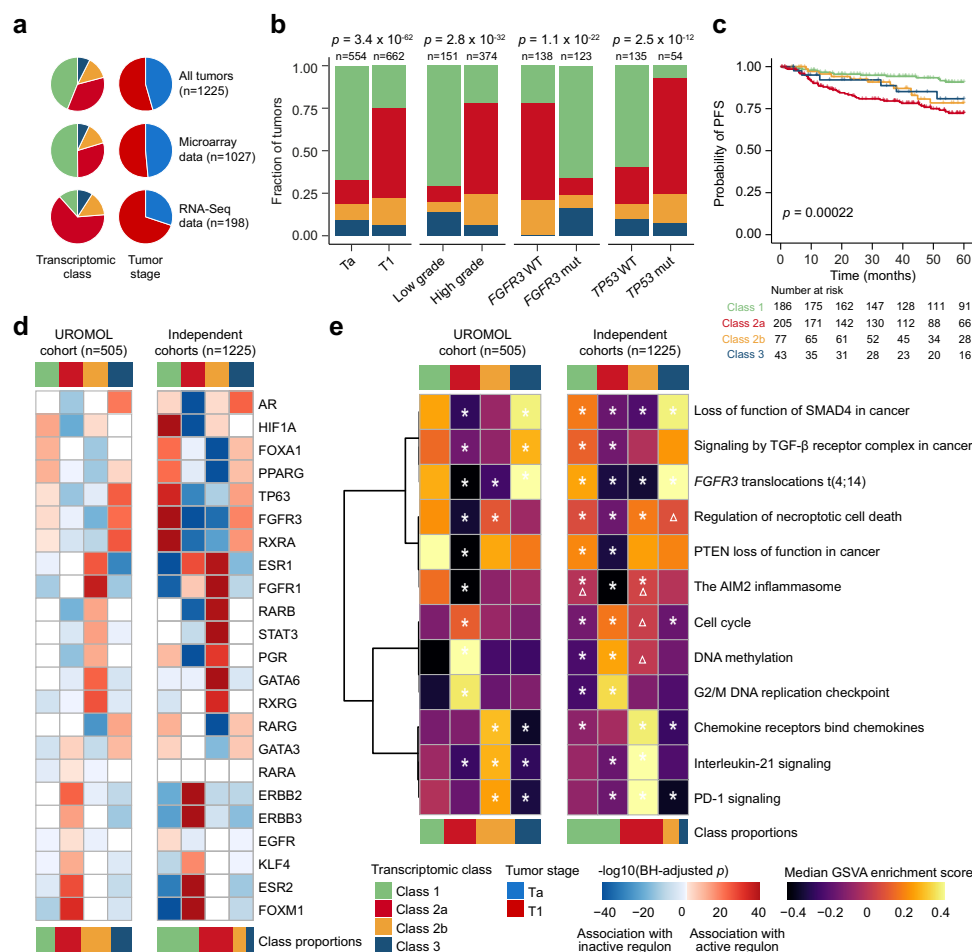 a
All tumors
(n=1225)
Microarray
data (n=1027)
RNA-Seq
data (n=198)
Transcriptomic
class
Tumor
stage
b
p = 3.4 x 10-62
p = 2.8 x 10-32
p = 1.1 x 10-22
p = 2.5 x 10-12
n=554
n=662
n=151
n=374
n=138
n=123
n=135
n=54
Fraction of tumors
1.00
0.75
0.50
0.25
0.00
Ta
T1
Low grade
High grade
FGFR3 WT
FGFR3 mut
TP53 WT
TP53 mut
c
Probability of PFS
1.00
0.75
0.50
0.25
0.00
p = 0.00022
0 10 20 30 40 50 60
Time (months)
Number at risk
Class 1 186 175 162 147 128 111 91
Class 2a 205 171 142 130 112 88 66
Class 2b 77 65 61 52 45 34 28
Class 3 43 35 31 28 23 20 16
d
UROMOL
cohort (n=505)
Independent
cohorts (n=1225)
AR
HIF1A
FOXA1
PPARG
TP63
FGFR3
RXRA
ESR1
FGFR1
RARB
STAT3
PGR
GATA6
RXRG
RARG
GATA3
RARA
ERBB2
ERBB3
EGFR
KLF4
ESR2
FOXM1
Class proportions
e
UROMOL
cohort (n=505)
Independent
cohorts (n=1225)
Loss of function of SMAD4 in cancer
Signaling by TGF-β receptor complex in cancer
FGFR3 translocations t(4;14)
Regulation of necroptotic cell death
PTEN loss of function in cancer
The AIM2 inflammasome
Cell cycle
DNA methylation
G2/M DNA replication checkpoint
Chemokine receptors bind chemokines
Interleukin-21 signaling
PD-1 signaling
Class proportions
Transcriptomic class
Class 1
Class 2a
Class 2b
Class 3
Tumor stage
Ta
T1
-log10(BH-adjusted p)
−40 −20 0 20 40
Association with
inactive regulon
Association with
active regulon
Median GSVA enrichment score
−0.4 −0.2 0 0.2 0.4